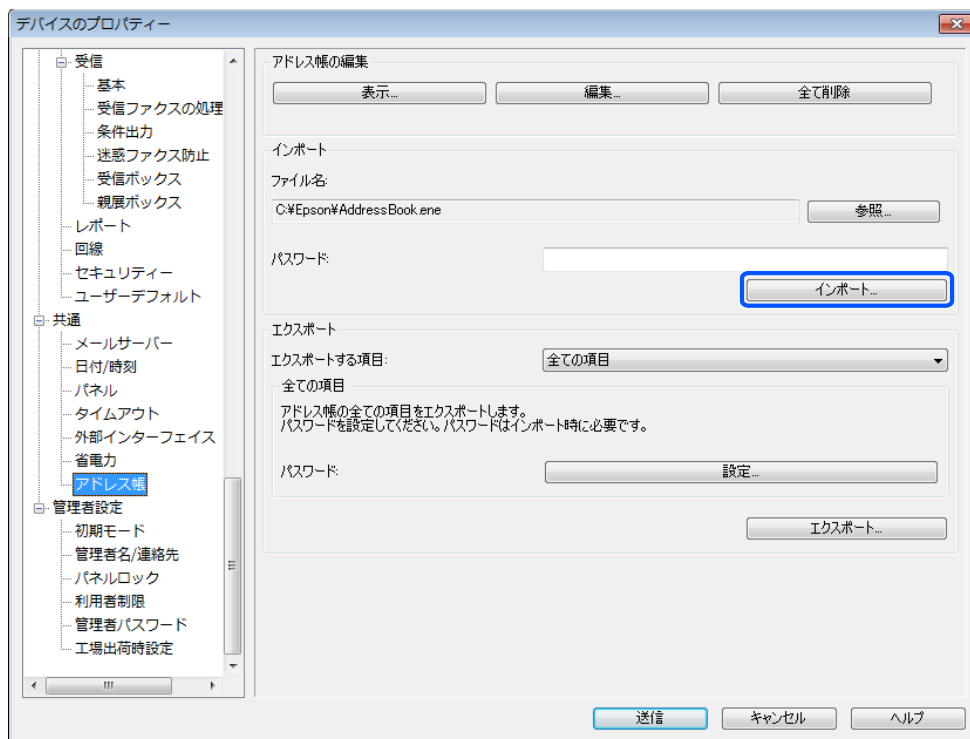 デバイスのプロパティー
受信
基本
受信ファクスの処理
条件出力
迷惑ファクス防止
受信ボックス
親展ボックス
レポート
回線
セキュリティー
ユーザーデフォルト
共通
メールサーバー
日付/時刻
パネル
タイムアウト
外部インターフェイス
省電力
アドレス帳
管理者設定
初期モード
管理者名/連絡先
パネルロック
利用者制限
管理者パスワード
工場出荷時設定
アドレス帳の編集
表示... 編集... 全て削除
インポート
ファイル名:
C:¥Epson¥AddressBook.ene 参照...
パスワード:
インポート...
エクスポート
エクスポートする項目: 全ての項目
全ての項目
アドレス帳の全ての項目をエクスポートします。
パスワードを設定してください。パスワードはインポート時に必要です。
パスワード: 設定...
エクスポート...
送信 キャンセル ヘルプ